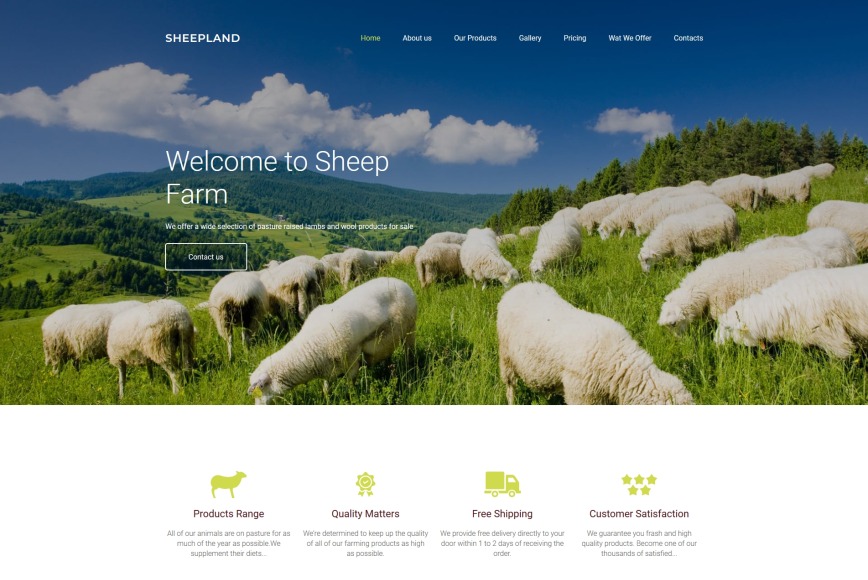 SHEEPLAND
Home About us Our Products Gallery Pricing Wat We Offer Contacts
Welcome to Sheep
Farm
We offer a wide selection of pasture raised lambs and wool products for sale
Contact us
Products Range
All of our animals are on pasture for as
much of the year as possible.We
supplement their diets...
Quality Matters
We're determined to keep up the quality
of all of our farming products as high
as possible.
Free Shipping
We provide free delivery directly to your
door within 1 to 2 days of receiving the
order.
Customer Satisfaction
We guarantee you frash and high
quality products. Become one of our
thousands of satisfied...